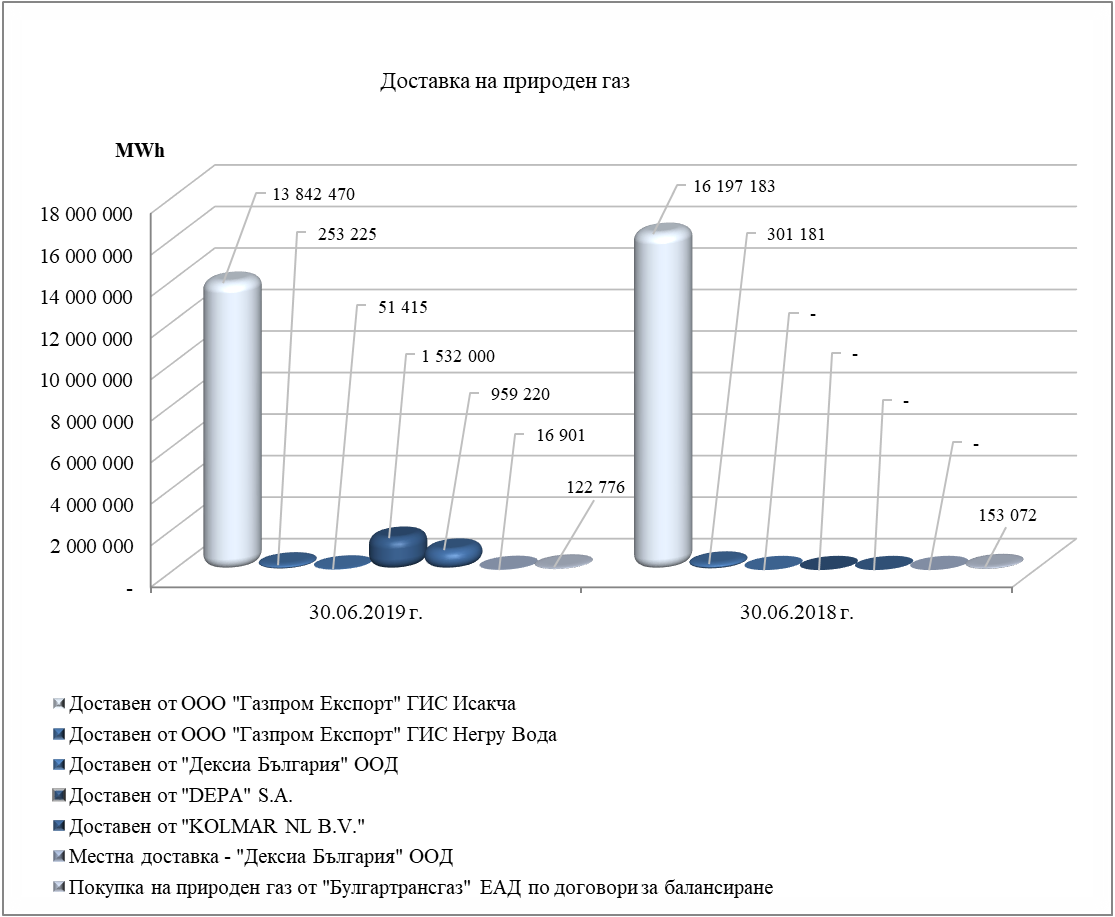 Доставка на природен газ
MWh
18 000 000
16 000 000
14 000 000
12 000 000
10 000 000
8 000 000
6 000 000
4 000 000
2 000 000
-
13 842 470
253 225
51 415
1 532 000
959 220
16 901
122 776
16 197 183
301 181
-
-
-
-
153 072
30.06.2019 г.
30.06.2018 г.
Доставен от ООО "Газпром Експорт" ГИС Исакча
Доставен от ООО "Газпром Експорт" ГИС Негру Вода
Доставен от "Дексиа България" ООД
Доставен от "DEPA" S.A.
Доставен от "KOLMAR NL B.V."
Местна доставка - "Дексиа България" ООД
Покупка на природен газ от "Булгартрансгаз" ЕАД по договори за балансиране